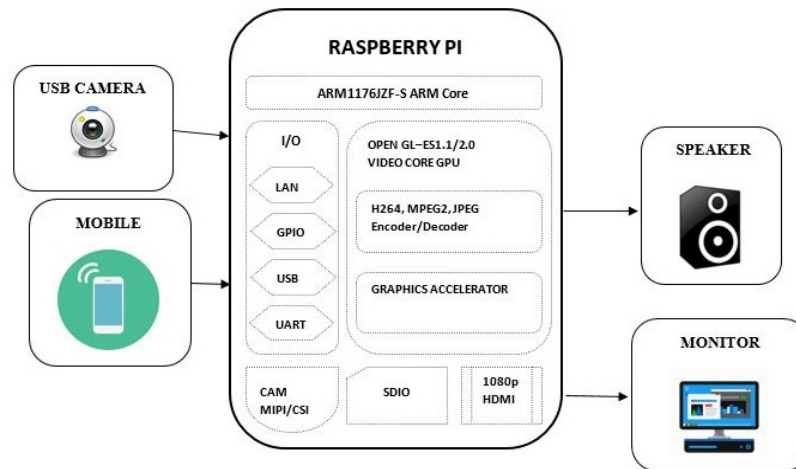 RASPBERRY PI
ARM1176JZF-S ARM Core
USB CAMERA
MOBILE
I/O
LAN
GPIO
USB
UART
OPEN GL–ES1.1/2.0
VIDEO CORE GPU
H264, MPEG2, JPEG
Encoder/Decoder
GRAPHICS ACCELERATOR
CAM
MIPI/CSI
SDIO
1080p
HDMI
SPEAKER
MONITOR